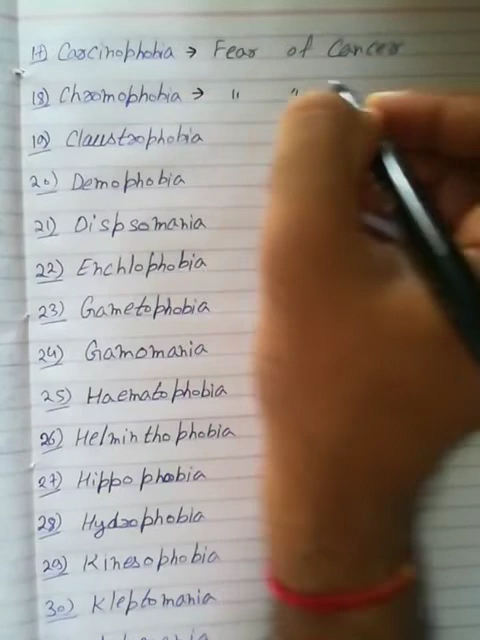 17) Carcinophobia → Fear of Cancer
18) Chromophobia → " "
19) Claustrophobia
20) Demophobia
21) Dispsomania
22) Enchlophobia
23) Gametophobia
24) Gamomania
25) Haematophobia
26) Helminthophobia
27) Hippophobia
28) Hydrophobia
29) Kinesophobia
30) Kleptomania